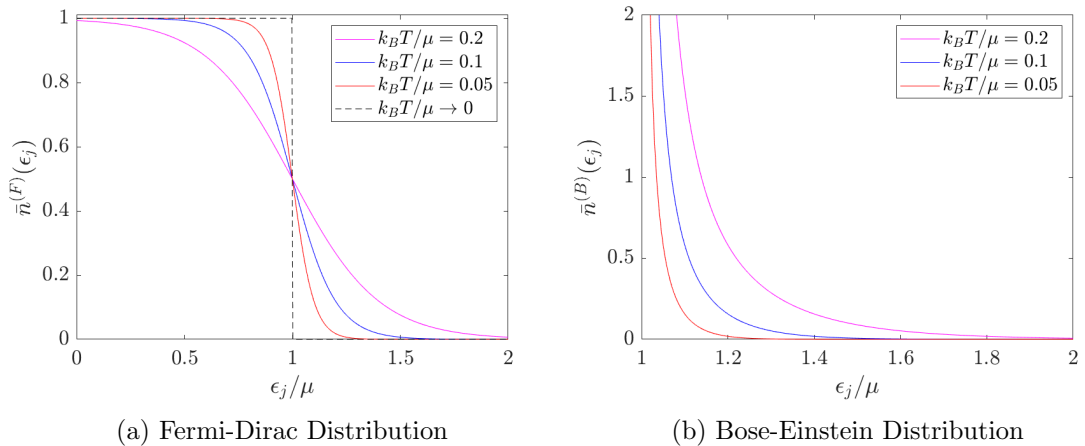 1
0.8
0.6
0.4
0.2
0
n̄^(F)(ϵ_j)
0 0.5 1 1.5 2
ϵ_j/μ
k_BT/μ = 0.2
k_BT/μ = 0.1
k_BT/μ = 0.05
k_BT/μ → 0
(a) Fermi-Dirac Distribution
2
1.5
1
0.5
0
n̄^(B)(ϵ_j)
1 1.2 1.4 1.6 1.8 2
ϵ_j/μ
k_BT/μ = 0.2
k_BT/μ = 0.1
k_BT/μ = 0.05
(b) Bose-Einstein Distribution